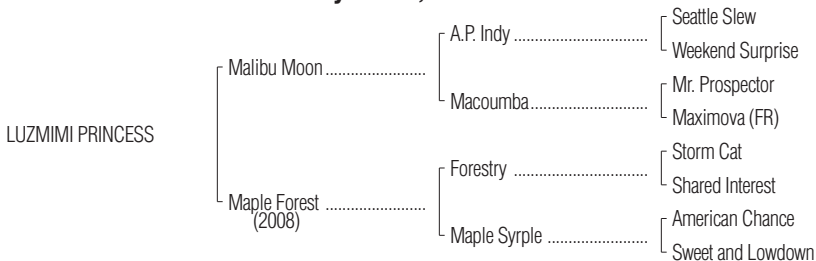 Seattle Slew
A.P. Indy
Weekend Surprise
Malibu Moon
Mr. Prospector
Macoumba
Maximova (FR)
LUZMIMI PRINCESS
Storm Cat
Forestry
Shared Interest
Maple Forest
(2008)
American Chance
Maple Syrple
Sweet and Lowdown